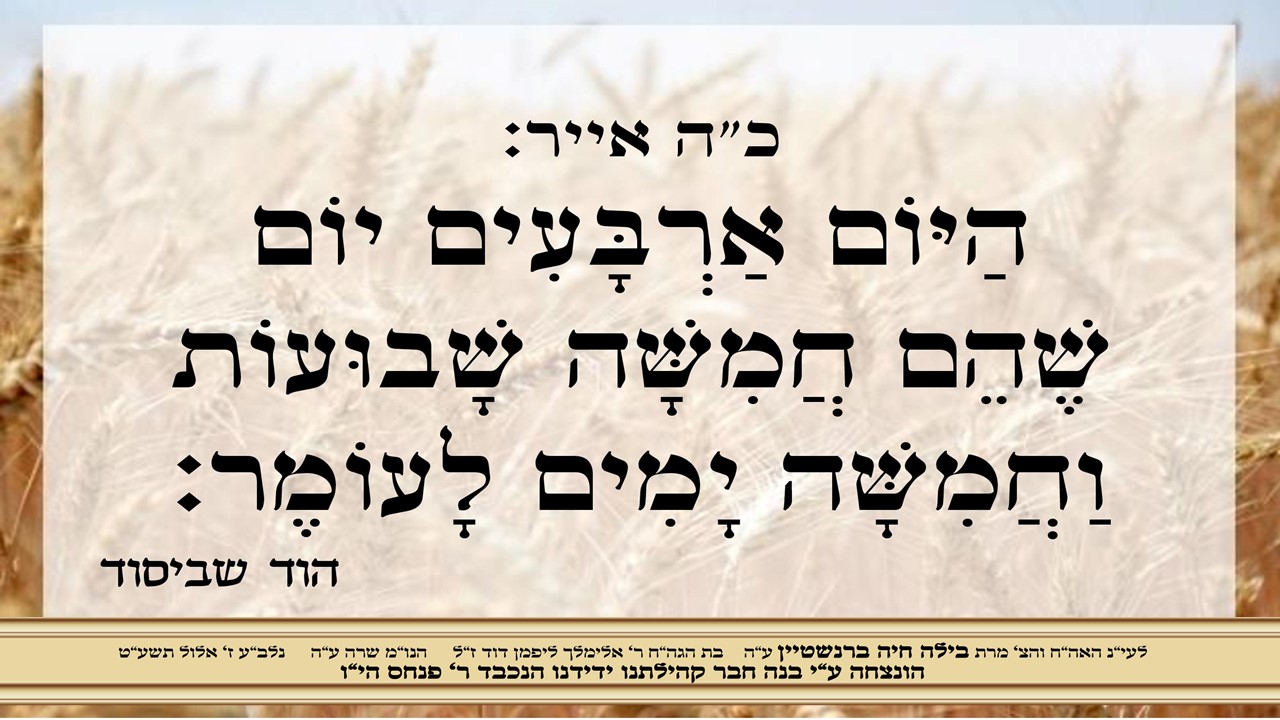 כ״ה אייר:
הַיּוֹם אַרְבָּעִים יוֹם
שֶׁהֵם חֲמִשָּׁה שָׁבוּעוֹת
וַחֲמִשָּׁה יָמִים לָעוֹמֶר:
הוד שביסוד
לעי״נ האה״ח והצ׳ מרת בילה חיה ברנשטיין ע״ה בת הגה״ח ר׳ אלימלך ליפמן דוד ז״ל הנו״מ שרה ע״ה נלב״ע ז׳ אלול תשע״ט
הונצחה ע״י בנה חבר קהילתנו ידידנו הנכבד ר׳ פנחס הי״ו